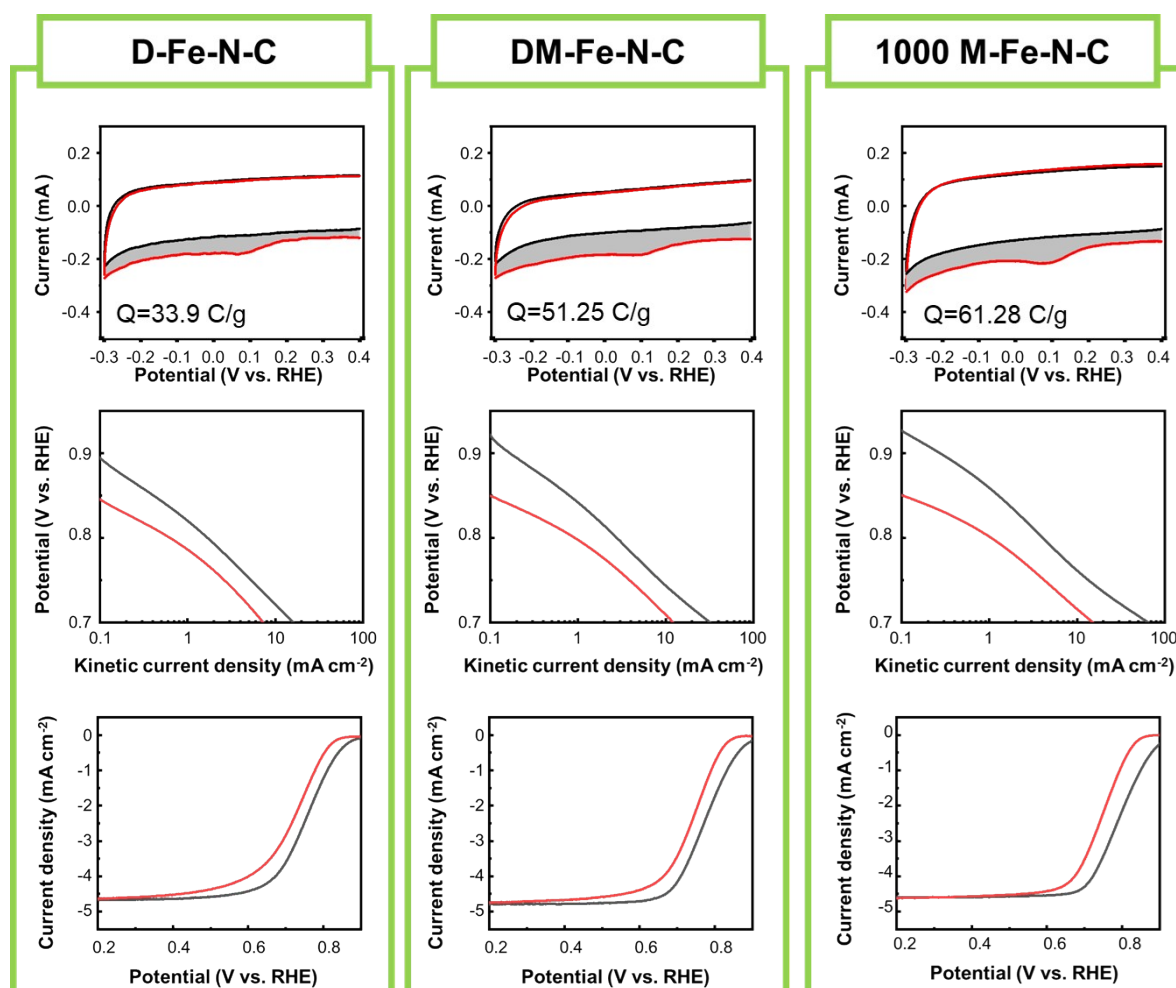 D-Fe-N-C
DM-Fe-N-C
1000 M-Fe-N-C
Current (mA)
0.2
0.0
-0.2
-0.4
Q=33.9 C/g
-0.3 -0.2 -0.1 0.0 0.1 0.2 0.3 0.4
Potential (V vs. RHE)
Current (mA)
0.2
0.0
-0.2
-0.4
Q=51.25 C/g
-0.3 -0.2 -0.1 0.0 0.1 0.2 0.3 0.4
Potential (V vs. RHE)
Current (mA)
0.2
0.0
-0.2
-0.4
Q=61.28 C/g
-0.3 -0.2 -0.1 0.0 0.1 0.2 0.3 0.4
Potential (V vs. RHE)
Potential (V vs. RHE)
0.9
0.8
0.7
0.1 1 10 100
Kinetic current density (mA cm⁻²)
Potential (V vs. RHE)
0.9
0.8
0.7
0.1 1 10 100
Kinetic current density (mA cm⁻²)
Potential (V vs. RHE)
0.9
0.8
0.7
0.1 1 10 100
Kinetic current density (mA cm⁻²)
Current density (mA cm⁻²)
0
-1
-2
-3
-4
-5
0.2 0.4 0.6 0.8
Potential (V vs. RHE)
Current density (mA cm⁻²)
0
-1
-2
-3
-4
-5
0.2 0.4 0.6 0.8
Potential (V vs. RHE)
Current density (mA cm⁻²)
0
-1
-2
-3
-4
-5
0.2 0.4 0.6 0.8
Potential (V vs. RHE)